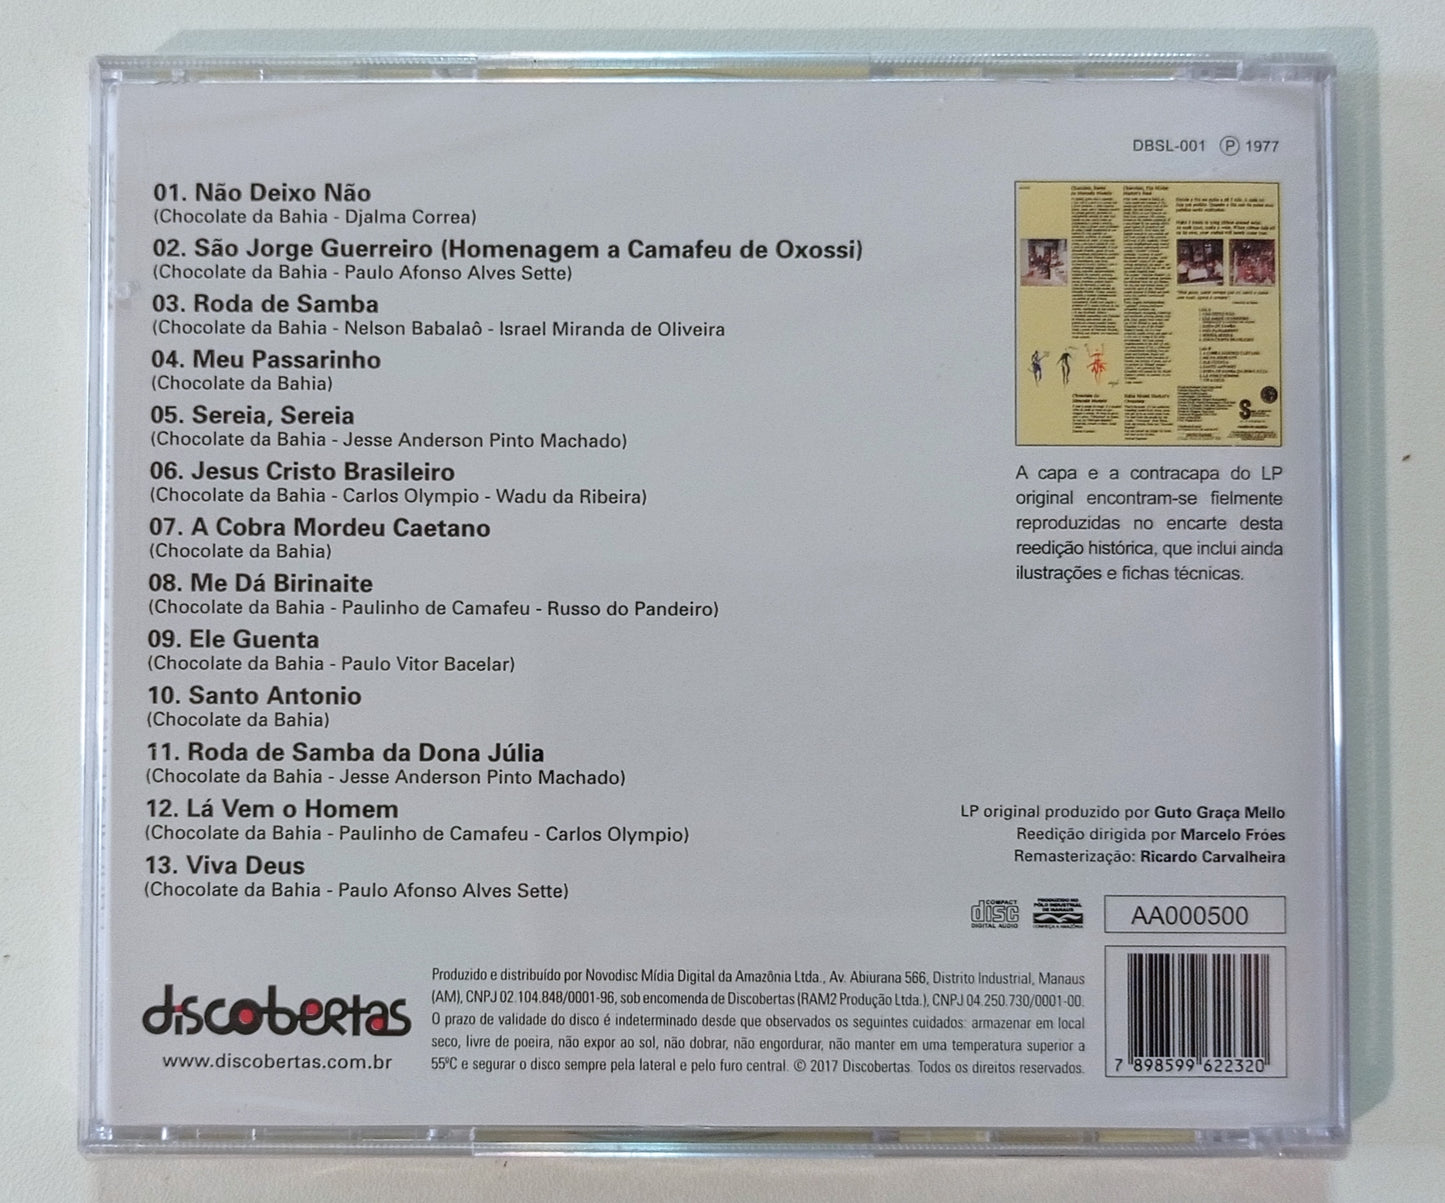 DBSL-001 Ⓟ 1977
01. Não Deixo Não
(Chocolate da Bahia - Djalma Correa)
02. São Jorge Guerreiro (Homenagem a Camafeu de Oxossi)
(Chocolate da Bahia - Paulo Afonso Alves Sette)
03. Roda de Samba
(Chocolate da Bahia - Nelson Babalaô - Israel Miranda de Oliveira
04. Meu Passarinho
(Chocolate da Bahia)
05. Sereia, Sereia
(Chocolate da Bahia - Jesse Anderson Pinto Machado)
06. Jesus Cristo Brasileiro
(Chocolate da Bahia - Carlos Olympio - Wadu da Ribeira)
07. A Cobra Mordeu Caetano
(Chocolate da Bahia)
08. Me Dá Birinaite
(Chocolate da Bahia - Paulinho de Camafeu - Russo do Pandeiro)
09. Ele Guenta
(Chocolate da Bahia - Paulo Vitor Bacelar)
10. Santo Antonio
(Chocolate da Bahia)
11. Roda de Samba da Dona Júlia
(Chocolate da Bahia - Jesse Anderson Pinto Machado)
12. Lá Vem o Homem
(Chocolate da Bahia - Paulinho de Camafeu - Carlos Olympio)
13. Viva Deus
(Chocolate da Bahia - Paulo Afonso Alves Sette)
A capa e a contracapa do LP
original encontram-se fielmente
reproduzidas no encarte desta
reedição histórica, que inclui ainda
ilustrações e fichas técnicas.
LP original produzido por Guto Graça Mello
Reedição dirigida por Marcelo Fróes
Remasterização: Ricardo Carvalheira
COMPACT
disc
DIGITAL AUDIO
PRODUZIDO NO
PÓLO INDUSTRIAL
DE MANAUS
CONHEÇA A AMAZÔNIA
AA000500
discobertas
www.discobertas.com.br
Produzido e distribuído por Novodisc Mídia Digital da Amazônia Ltda., Av. Abiurana 566, Distrito Industrial, Manaus
(AM), CNPJ 02.104.848/0001-96, sob encomenda de Discobertas (RAM2 Produção Ltda.), CNPJ 04.250.730/0001-00.
O prazo de validade do disco é indeterminado desde que observados os seguintes cuidados: armazenar em local
seco, livre de poeira, não expor ao sol, não dobrar, não engordurar, não manter em uma temperatura superior a
55ºC e segurar o disco sempre pela lateral e pelo furo central. © 2017 Discobertas. Todos os direitos reservados.
7 898599 622320